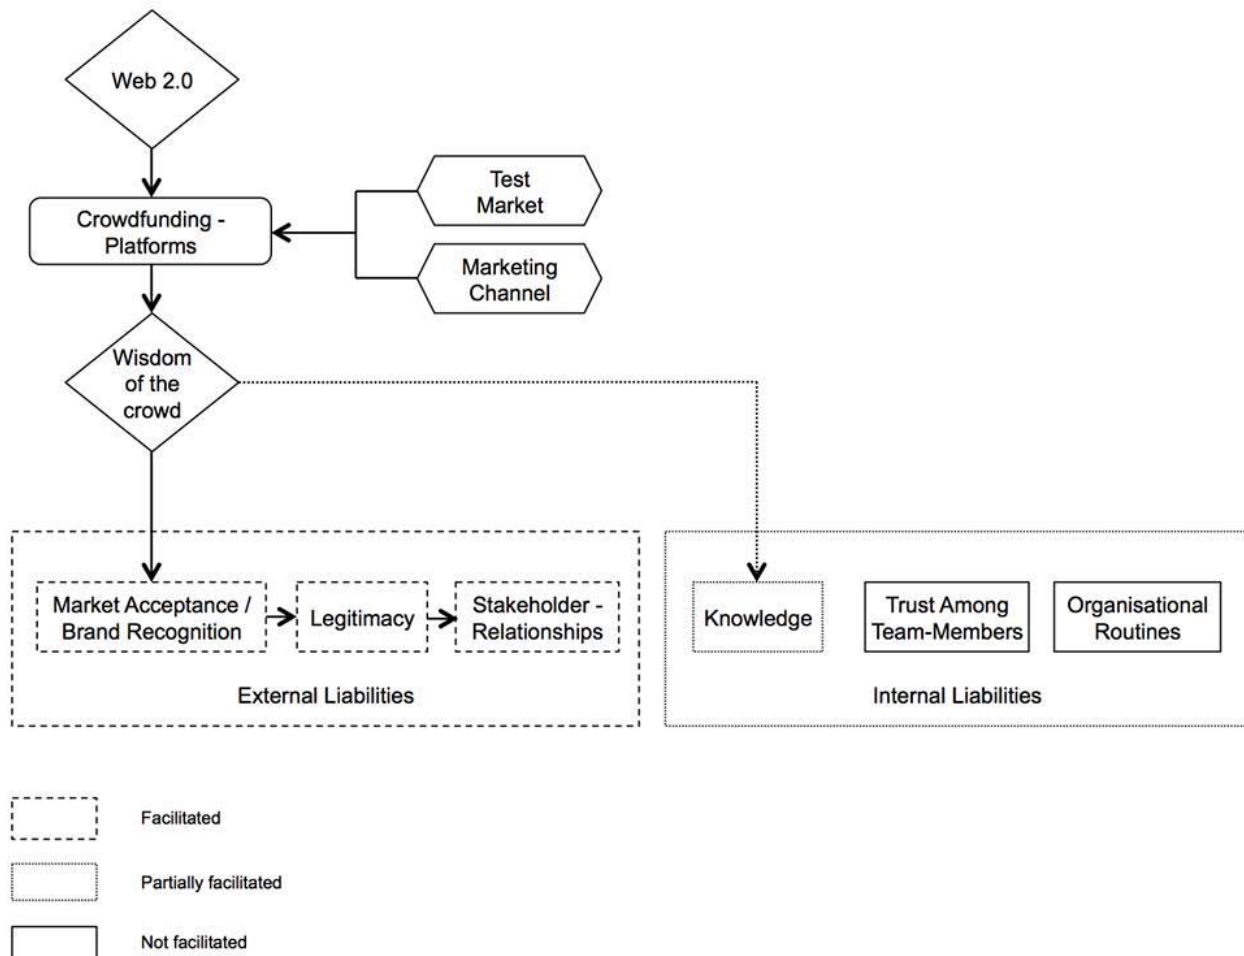 Web 2.0
Crowdfunding -
Platforms
Test
Market
Marketing
Channel
Wisdom
of the
crowd
Market Acceptance /
Brand Recognition
Legitimacy
Stakeholder -
Relationships
External Liabilities
Knowledge
Trust Among
Team-Members
Organisational
Routines
Internal Liabilities
Facilitated
Partially facilitated
Not facilitated